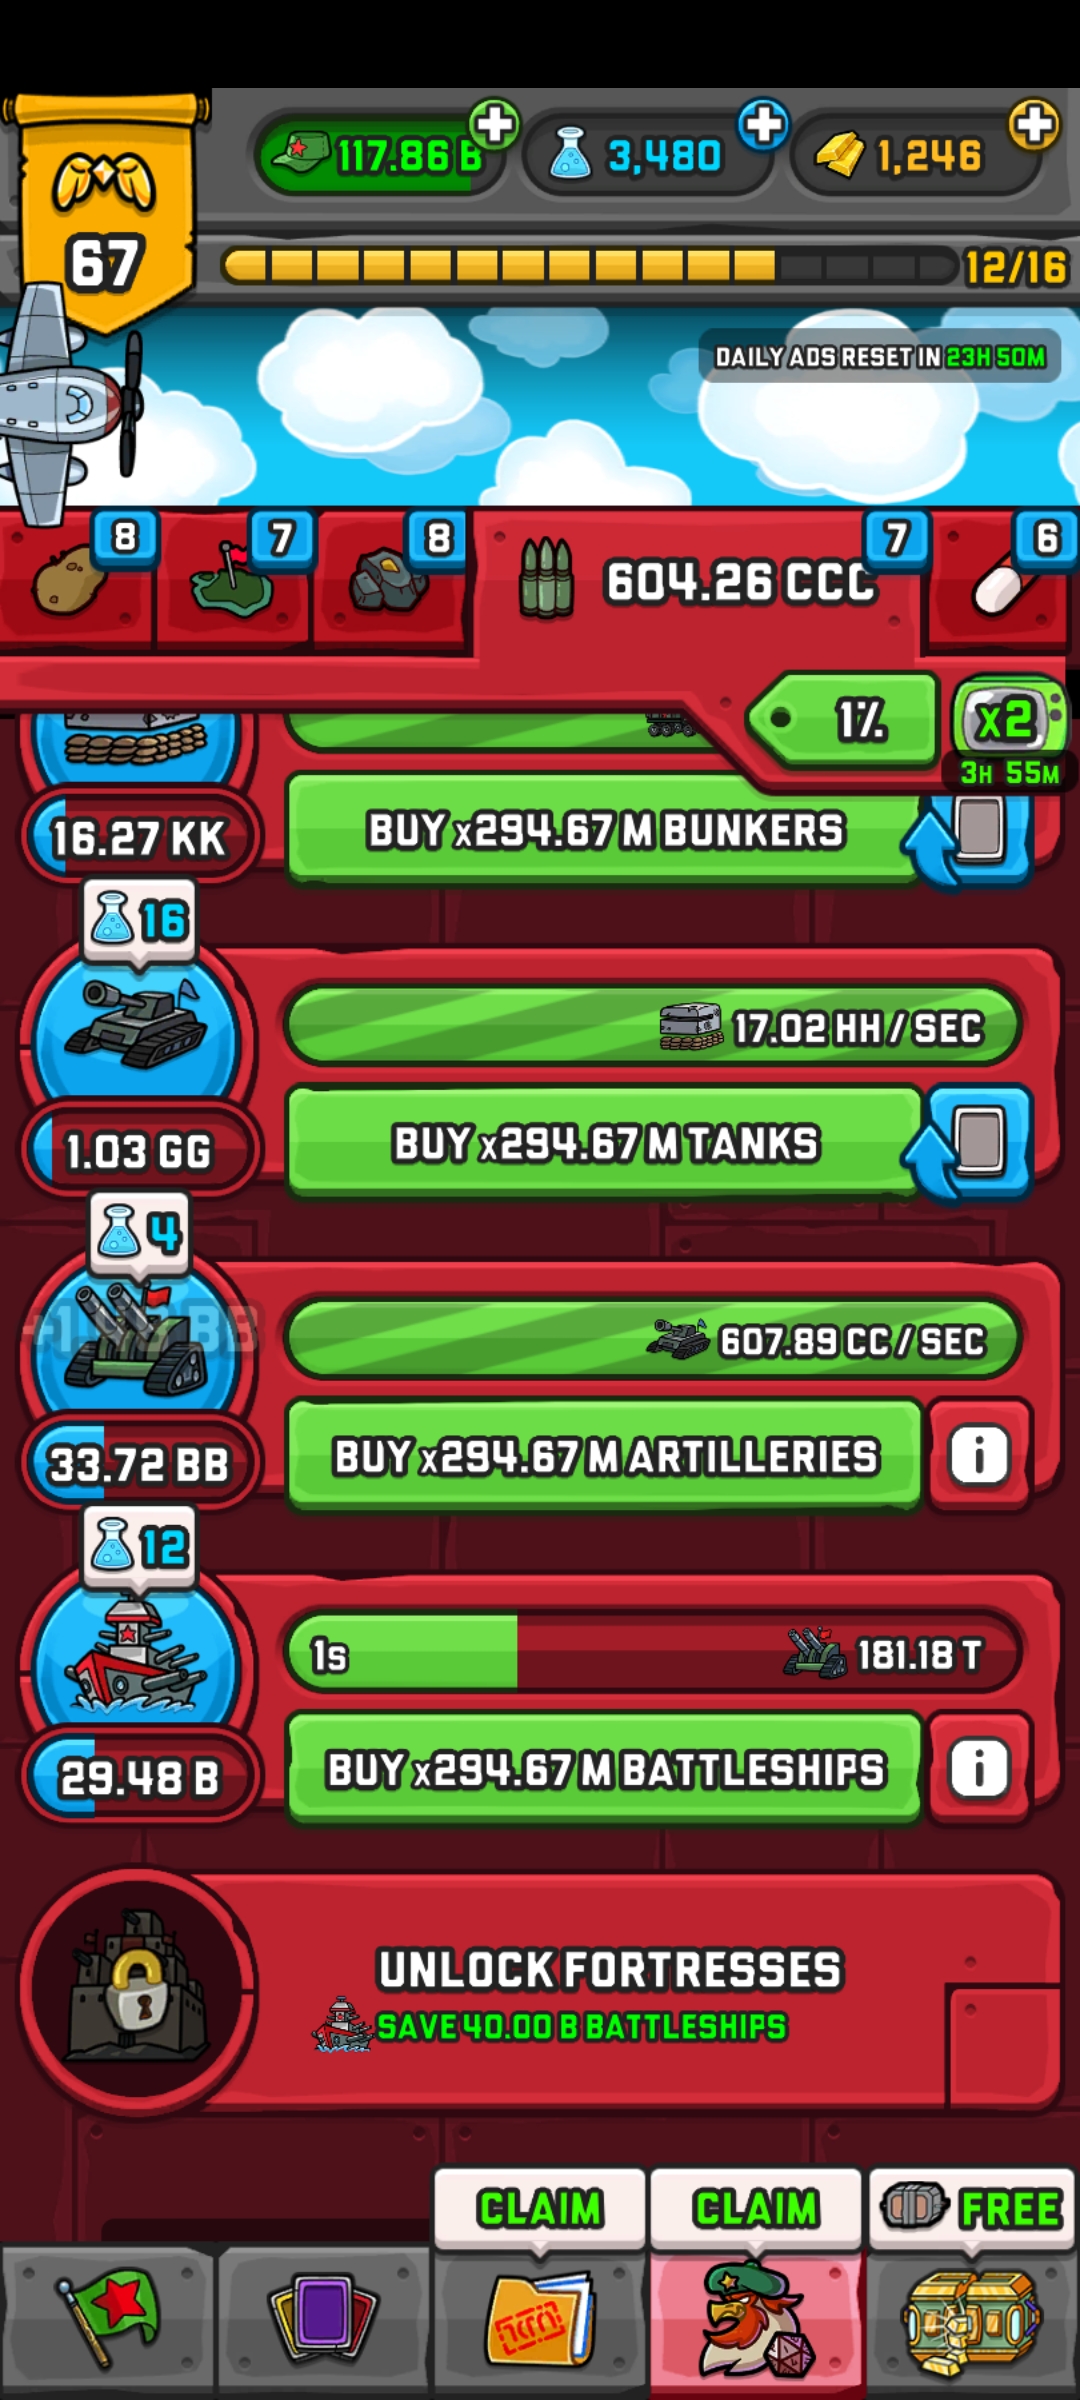 117.86 B
3,480
1,246
67
12/16
DAILY ADS RESET IN 23H 50M
8
7
8
604.26 CCC
7
6
1%
x2
3H 55M
16.27 KK
BUY x294.67 M BUNKERS
16
17.02 HH / SEC
1.03 GG
BUY x294.67 M TANKS
4
607.89 CC / SEC
33.72 BB
BUY x294.67 M ARTILLERIES
i
12
1s
181.18 T
29.48 B
BUY x294.67 M BATTLESHIPS
i
UNLOCK FORTRESSES
SAVE 40.00 B BATTLESHIPS
CLAIM
CLAIM
FREE